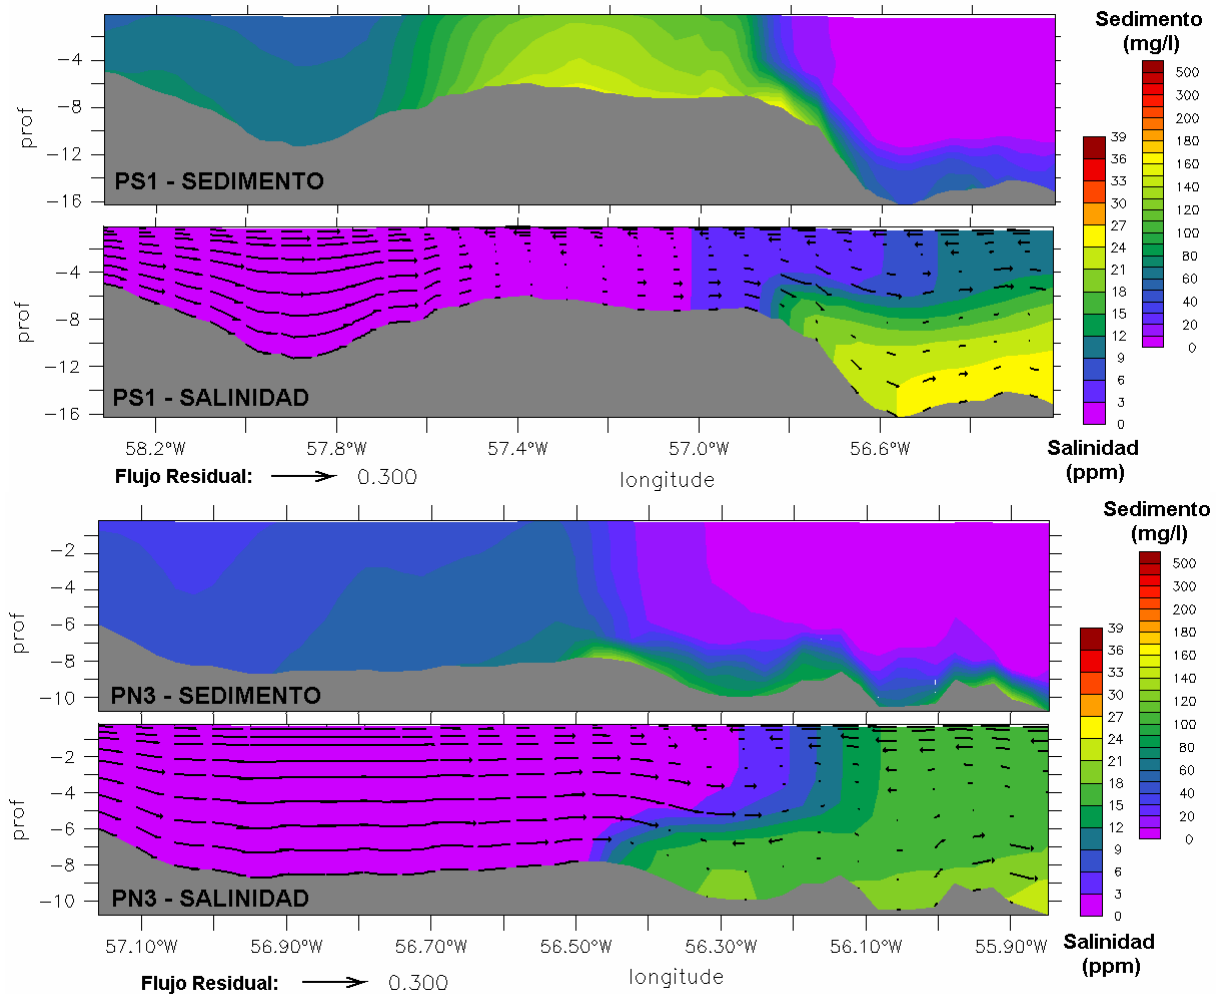 Sedimento
(mg/l)
−4
−8
−12
−16
prof
PS1 - SEDIMENTO
500
300
200
180
160
140
120
100
80
60
40
20
0
39
36
33
30
27
24
21
18
15
12
9
6
3
0
−4
−8
−12
−16
prof
PS1 - SALINIDAD
58.2°W
57.8°W
57.4°W
57.0°W
56.6°W
Salinidad
(ppm)
Flujo Residual:
0.300
longitude
Sedimento
(mg/l)
−2
−4
−6
−8
−10
prof
PN3 - SEDIMENTO
500
300
200
180
160
140
120
100
80
60
40
20
0
39
36
33
30
27
24
21
18
15
12
9
6
3
0
−2
−4
−6
−8
−10
prof
PN3 - SALINIDAD
57.10°W
56.90°W
56.70°W
56.50°W
56.30°W
56.10°W
55.90°W
Salinidad
(ppm)
Flujo Residual:
0.300
longitude